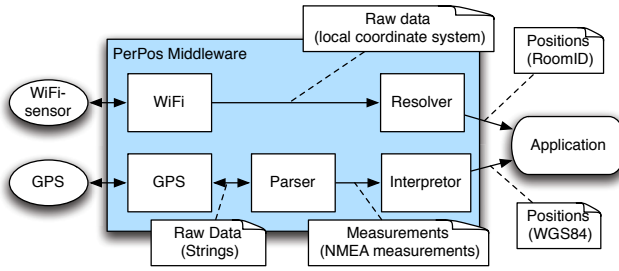 Raw data
(local coordinate system)
PerPos Middleware
Positions
(RoomID)
WiFi-
sensor
WiFi
Resolver
Application
GPS
GPS
Parser
Interpretor
Raw Data
(Strings)
Measurements
(NMEA measurements)
Positions
(WGS84)